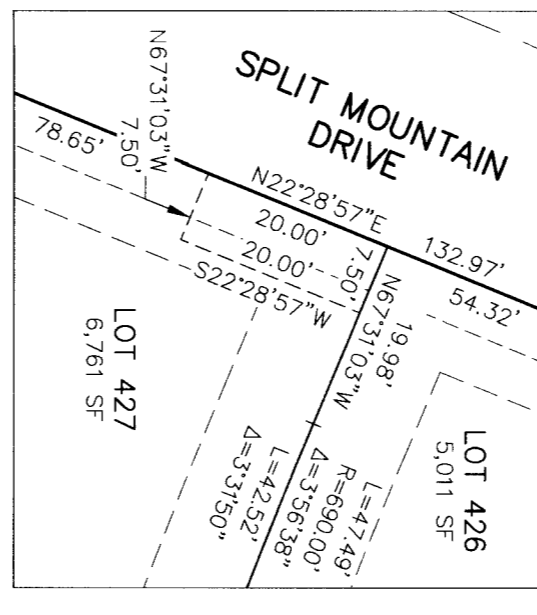 SPLIT MOUNTAIN
DRIVE
N67°31'03"W
7.50'
78.65'
N22°28'57"E
132.97'
20.00'
20.00'
S22°28'57"W
7.50'
54.32'
N67°31'03"W
19.98'
LOT 427
6,761 SF
LOT 426
5,011 SF
L=47.49'
R=690.00'
Δ=3°56'38"
L=42.52'
Δ=3°31'50"